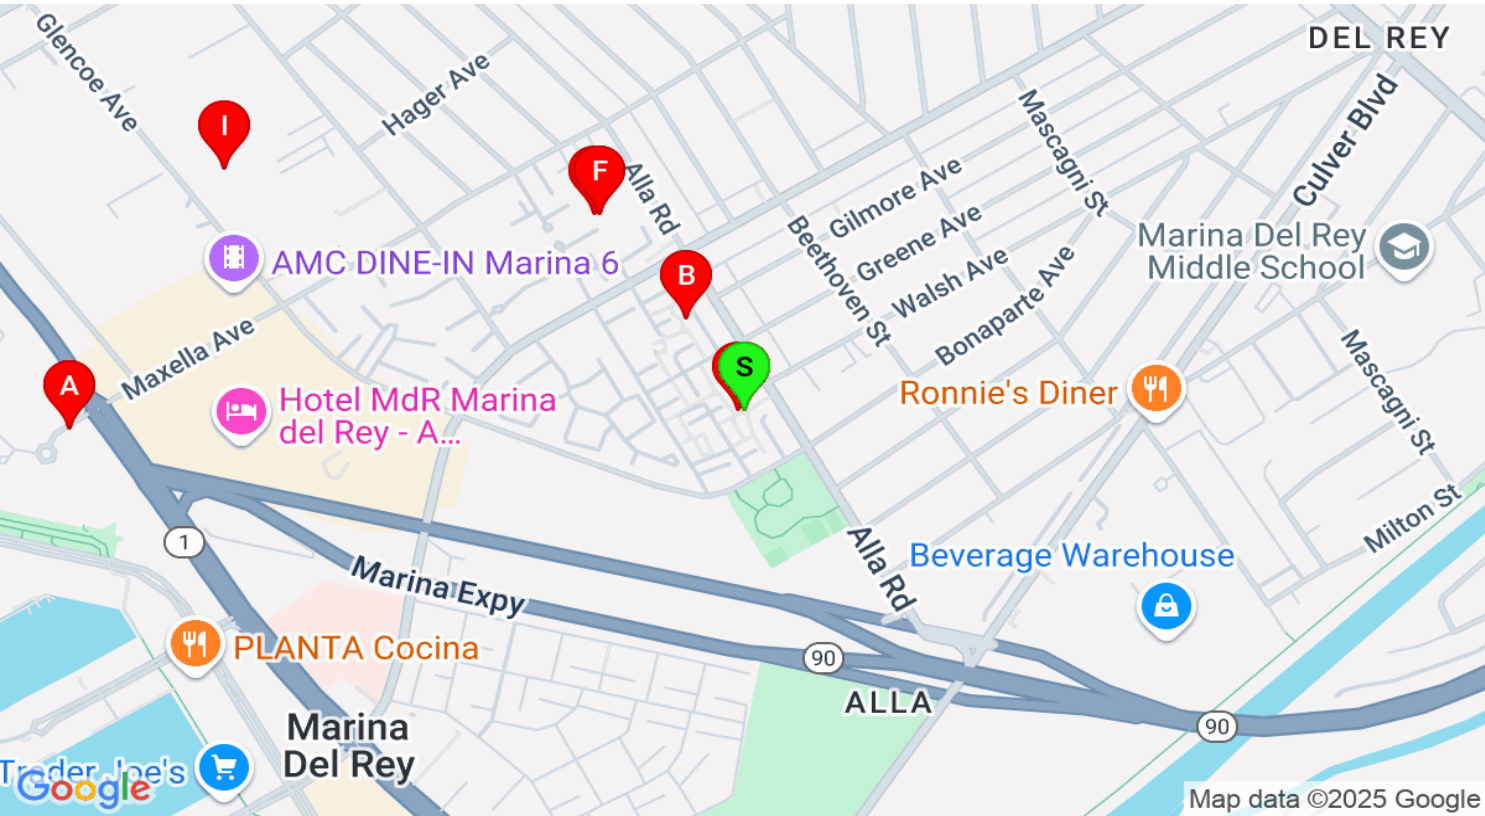 Glencoe Ave
DEL REY
Hager Ave
I
F
Alla Rd
Mascagni St
Culver Blvd
Gilmore Ave
Greene Ave
Walsh Ave
Bonaparte Ave
Beethoven St
Marina Del Rey
Middle School
AMC DINE-IN Marina 6
B
Maxella Ave
A
S
Hotel MdR Marina
del Rey - A...
Ronnie's Diner
Mascagni St
Milton St
1
Marina Expy
Alla Rd
Beverage Warehouse
PLANTA Cocina
90
ALLA
90
Marina
Del Rey
Trader Joe's
Google
Map data ©2025 Google